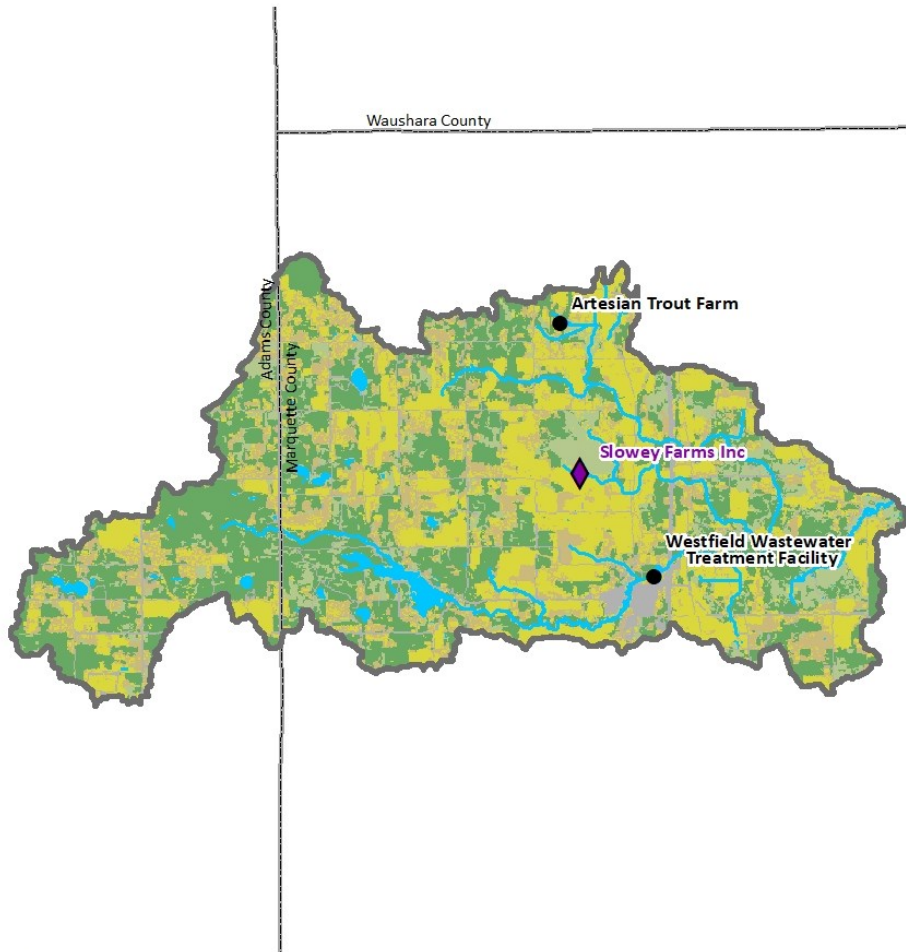 Waushara County
Adams County
Marquette County
Artesian Trout Farm
Slowey Farms Inc
Westfield Wastewater
Treatment Facility